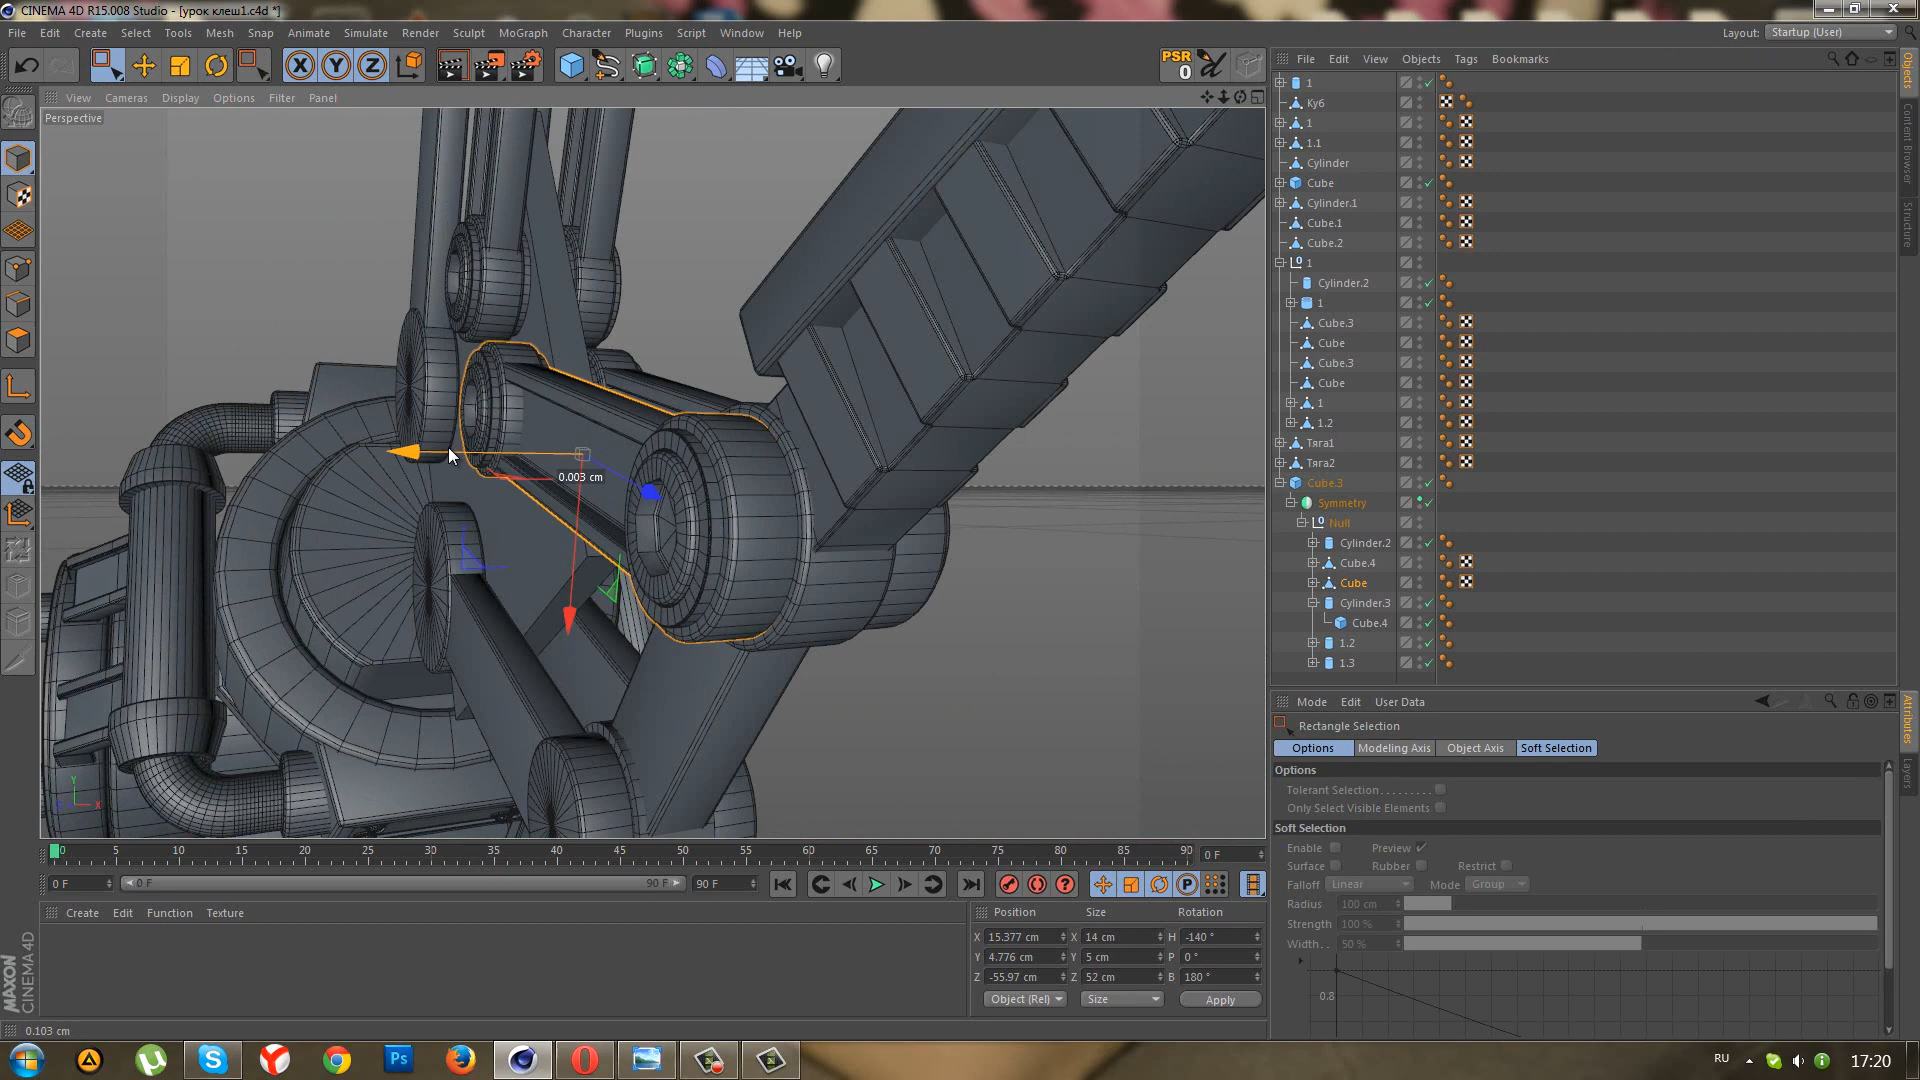 CINEMA 4D R15.008 Studio - [урок клеш1.c4d *]
File Edit Create Select Tools Mesh Snap Animate Simulate Render Sculpt MoGraph Character Plugins Script Window Help
Layout: Startup (User)
PSR
0
X Y Z
View Cameras Display Options Filter Panel
Perspective
0.003 cm
Y
X
File Edit View Objects Tags Bookmarks
1
Куб
1
1.1
Cylinder
Cube
Cylinder.1
Cube.1
Cube.2
1
Cylinder.2
1
Cube.3
Cube
Cube.3
Cube
1
1.2
Тяга1
Тяга2
Cube.3
Symmetry
Null
Cylinder.2
Cube.4
Cube
Cylinder.3
Cube.4
1.2
1.3
Objects
Content Browser
Structure
Mode Edit User Data
Rectangle Selection
Options Modeling Axis Object Axis Soft Selection
Options
Tolerant Selection
Only Select Visible Elements
Soft Selection
Enable Preview
Surface Rubber Restrict
Falloff Linear Mode Group
Radius 100 cm
Strength 100 %
Width 50 %
0.8
Attributes
Layers
0 5 10 15 20 25 30 35 40 45 50 55 60 65 70 75 80 85 90 0 F
0 F 0 F 90 F 90 F
Create Edit Function Texture
Position Size Rotation
X 15.377 cm X 14 cm H -140 °
Y 4.776 cm Y 5 cm P 0 °
Z -55.97 cm Z 52 cm B 180 °
Object (Rel) Size Apply
MAXON
CINEMA 4D
0.103 cm
Ps
RU
17:20